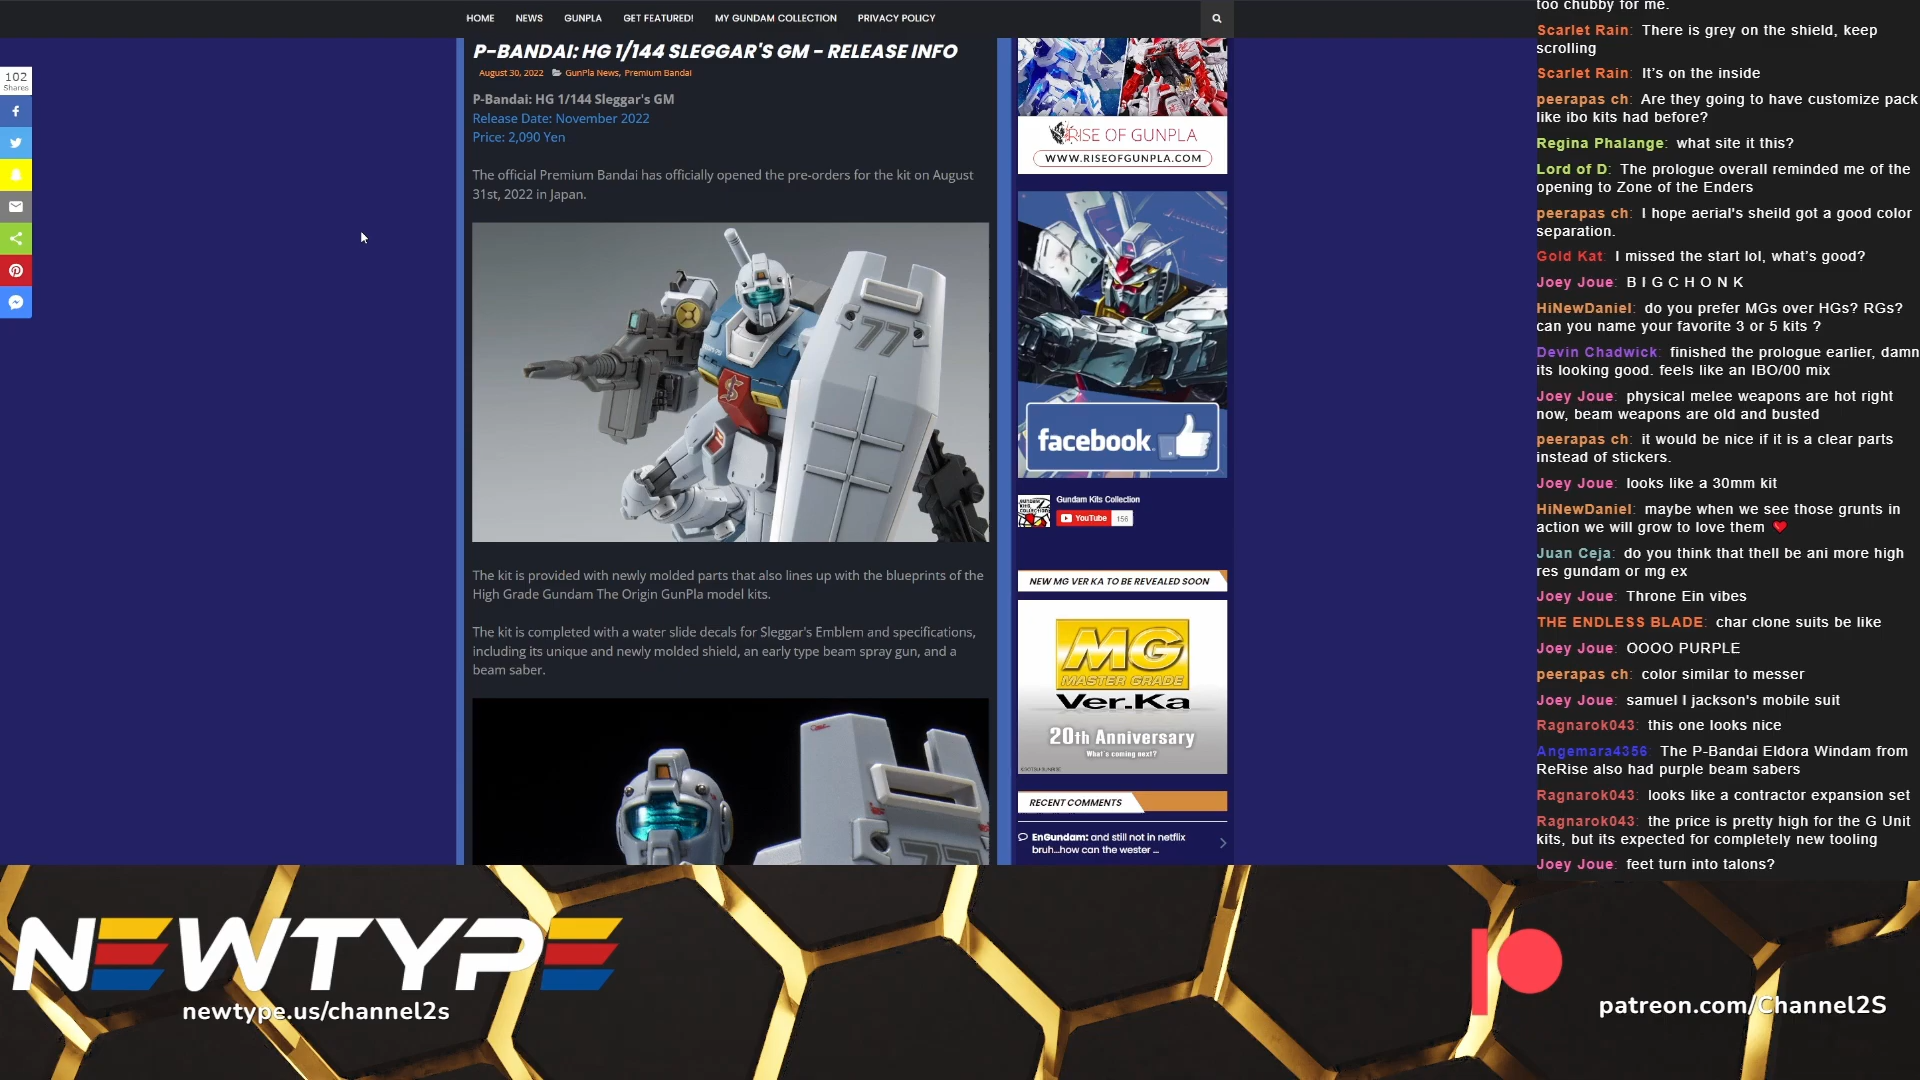 HOME NEWS GUNPLA GET FEATURED! MY GUNDAM COLLECTION PRIVACY POLICY
102
Shares
P-BANDAI: HG 1/144 SLEGGAR'S GM - RELEASE INFO
August 30, 2022 GunPla News, Premium Bandai
P-Bandai: HG 1/144 Sleggar's GM
Release Date: November 2022
Price: 2,090 Yen
The official Premium Bandai has officially opened the pre-orders for the kit on August
31st, 2022 in Japan.
77
The kit is provided with newly molded parts that also lines up with the blueprints of the
High Grade Gundam The Origin GunPla model kits.
The kit is completed with a water slide decals for Sleggar's Emblem and specifications,
including its unique and newly molded shield, an early type beam spray gun, and a
beam saber.
77
RISE OF GUNPLA
WWW.RISEOFGUNPLA.COM
facebook
Gundam Kits Collection
YouTube 156
NEW MG VER KA TO BE REVEALED SOON
MG
MASTER GRADE
Ver.Ka
20th Anniversary
What's coming next?
RECENT COMMENTS
EnGundam: and still not in netflix
bruh...how can the wester ...
too chubby for me.
Scarlet Rain: There is grey on the shield, keep
scrolling
Scarlet Rain: It's on the inside
peerapas ch: Are they going to have customize pack
like ibo kits had before?
Regina Phalange: what site it this?
Lord of D: The prologue overall reminded me of the
opening to Zone of the Enders
peerapas ch: I hope aerial's sheild got a good color
separation.
Gold Kat: I missed the start lol, what's good?
Joey Joue: B I G C H O N K
HiNewDaniel: do you prefer MGs over HGs? RGs?
can you name your favorite 3 or 5 kits ?
Devin Chadwick: finished the prologue earlier, damn
its looking good. feels like an IBO/00 mix
Joey Joue: physical melee weapons are hot right
now, beam weapons are old and busted
peerapas ch: it would be nice if it is a clear parts
instead of stickers.
Joey Joue: looks like a 30mm kit
HiNewDaniel: maybe when we see those grunts in
action we will grow to love them ❤
Juan Ceja: do you think that thell be ani more high
res gundam or mg ex
Joey Joue: Throne Ein vibes
THE ENDLESS BLADE: char clone suits be like
Joey Joue: OOOO PURPLE
peerapas ch: color similar to messer
Joey Joue: samuel l jackson's mobile suit
Ragnarok043: this one looks nice
Angemara4356: The P-Bandai Eldora Windam from
ReRise also had purple beam sabers
Ragnarok043: looks like a contractor expansion set
Ragnarok043: the price is pretty high for the G Unit
kits, but its expected for completely new tooling
Joey Joue: feet turn into talons?
NEWTYPE
newtype.us/channel2s
patreon.com/Channel2S